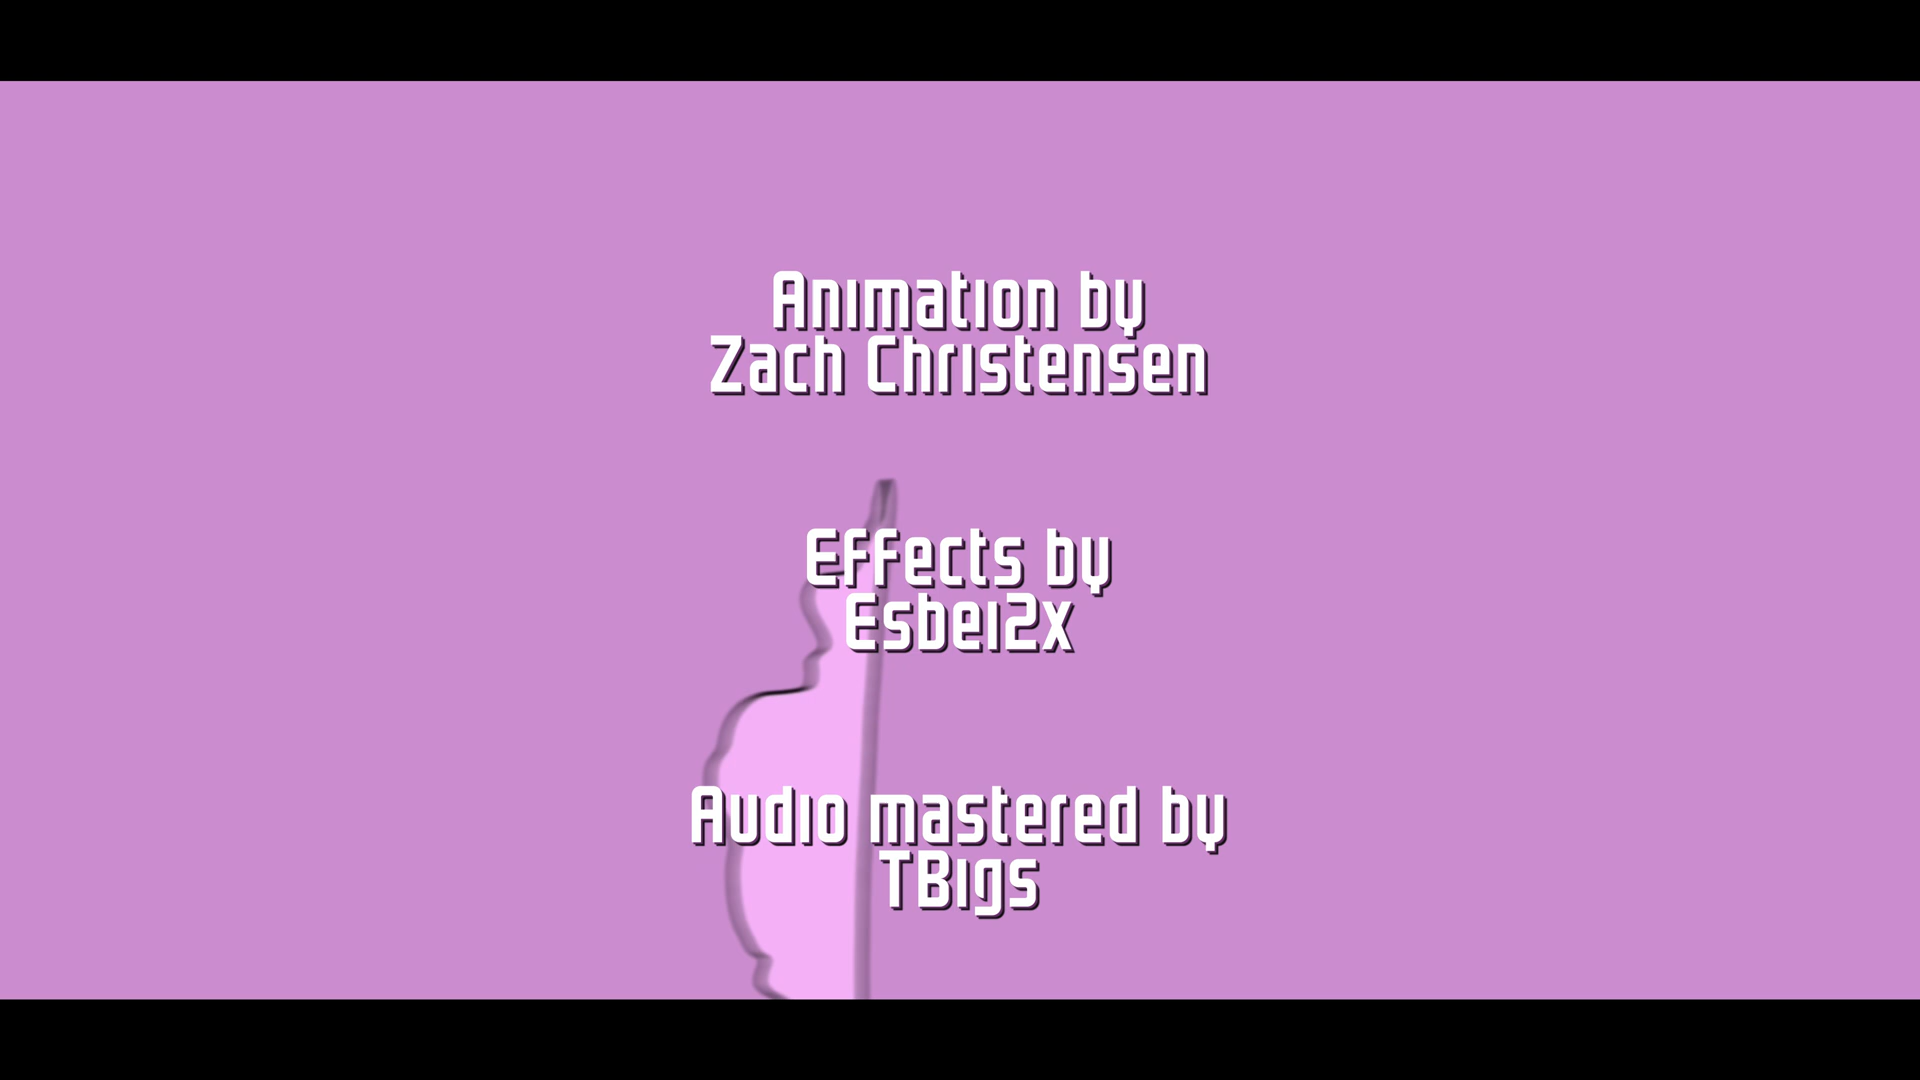 Animation by
Zach Christensen
Effects by
Esbei2x
Audio mastered by
TBigs